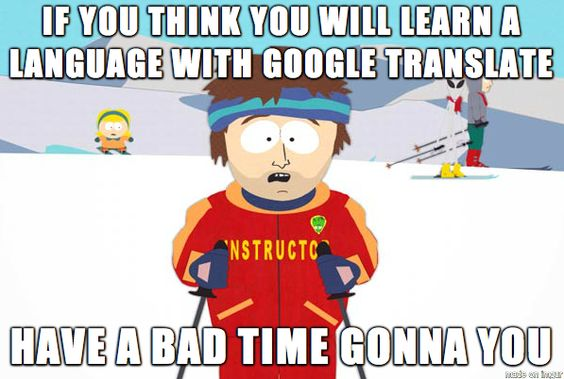 IF YOU THINK YOU WILL LEARN A
LANGUAGE WITH GOOGLE TRANSLATE
INSTRUCTO
HAVE A BAD TIME GONNA YOU
made on imgur